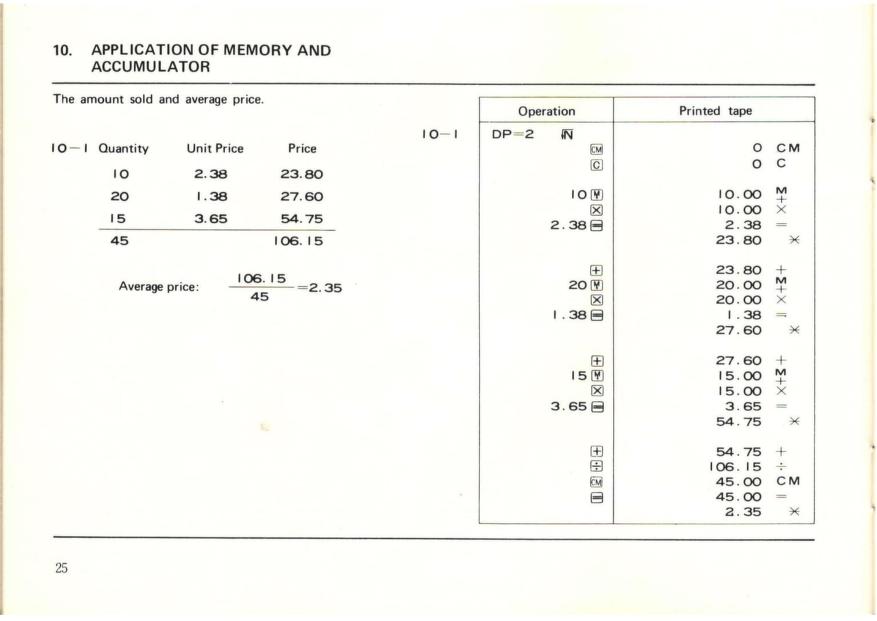 10. APPLICATION OF MEMORY AND
ACCUMULATOR
The amount sold and average price.
10-1 Quantity Unit Price Price
10 2.38 23.80
20 1.38 27.60
15 3.65 54.75
45 106.15
Average price: 106.15
45
=2.35
10-1
Operation Printed tape
DP=2 N
CM 0 CM
C 0 C
10 M+ 10.00 M+
× 10.00 ×
2.38 = 2.38 =
23.80 *
+ 23.80 +
20 M+ 20.00 M+
× 20.00 ×
1.38 = 1.38 =
27.60 *
+ 27.60 +
15 M+ 15.00 M+
× 15.00 ×
3.65 = 3.65 =
54.75 *
+ 54.75 +
÷ 106.15 ÷
CM 45.00 CM
= 45.00 =
2.35 *
25